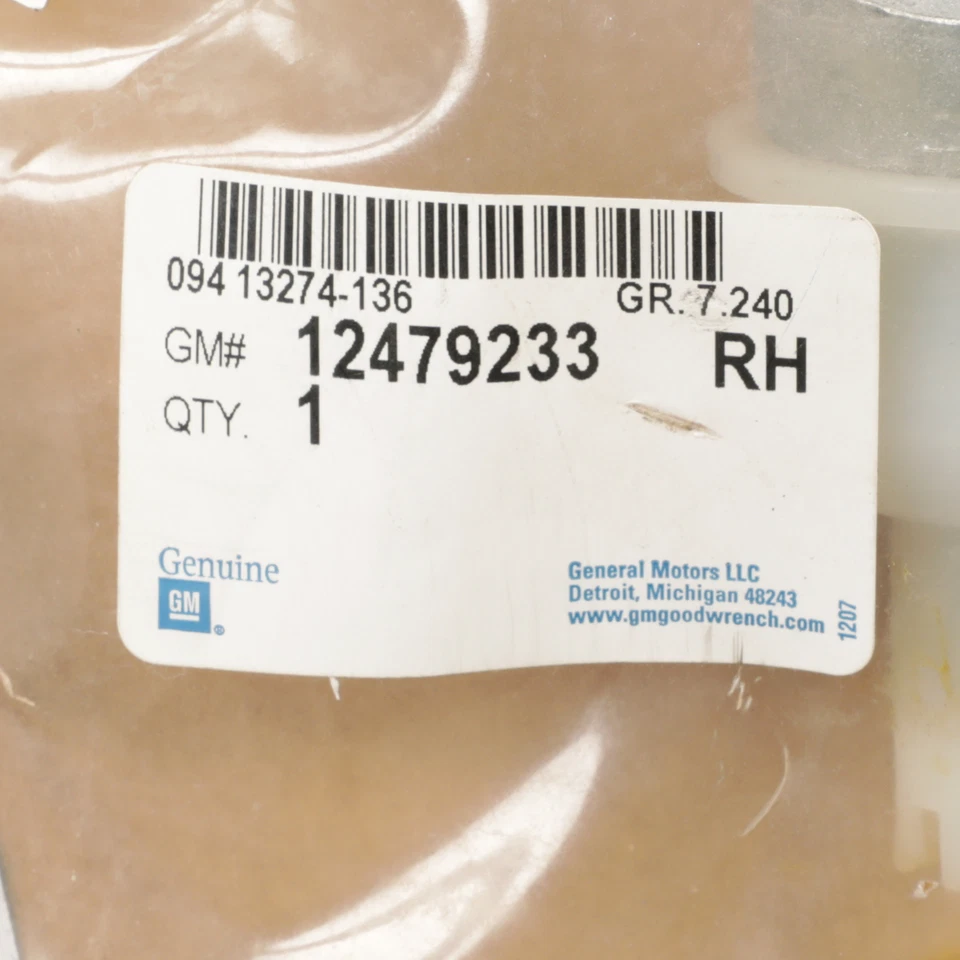 094 13274-136 GR. 7.240
GM# 12479233 RH
QTY. 1
Genuine
GM
®
General Motors LLC
Detroit, Michigan 48243
www.gmgoodwrench.com
1207